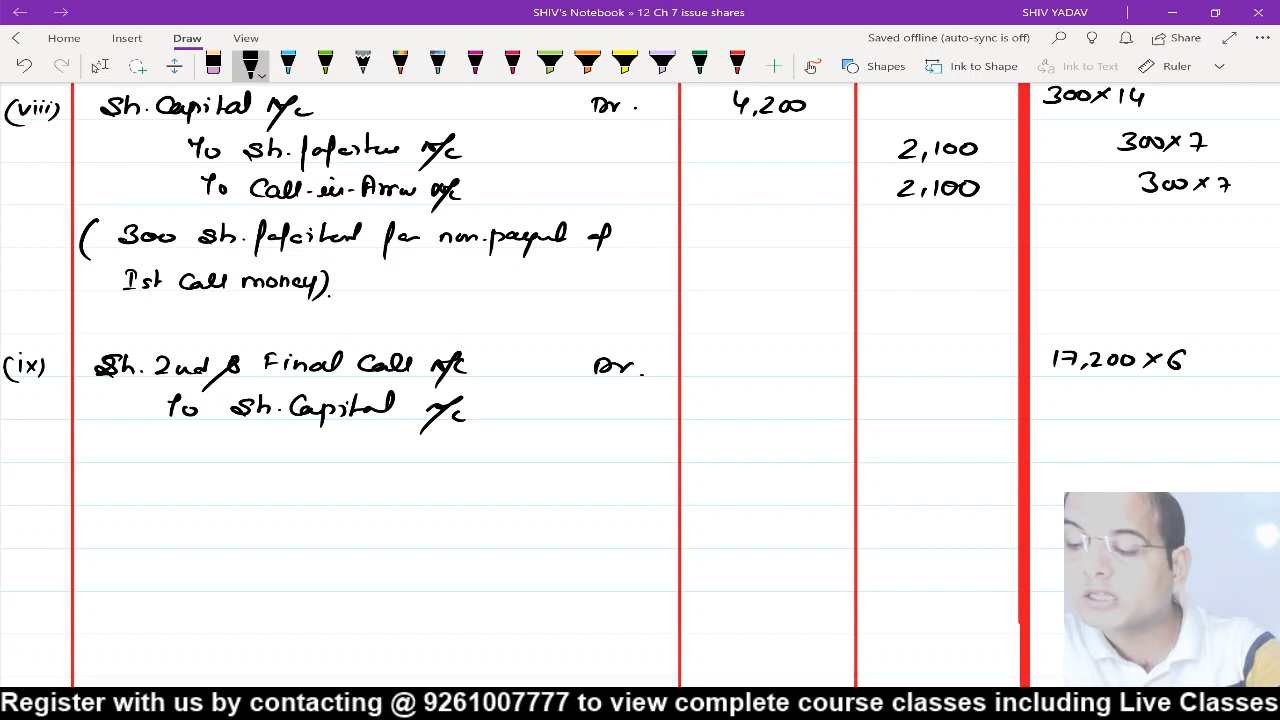 SHIV's Notebook » 12 Ch 7 issue shares
SHIV YADAV
Home Insert Draw View
Saved offline (auto-sync is off)
Share
Shapes
Ink to Shape
Ink to Text
Ruler
(viii) Sh. Capital A/c Dr. 4,200 300×14
To Sh. A/c 2,100 300×7
To Call-in- A/c 2,100 300×7
( 300 Sh. for non. of
Ist Call money).
(ix) Sh. 2nd & Final Call A/c Dr. 17,200×6
To Sh. Capital A/c
Register with us by contacting @ 9261007777 to view complete course classes including Live Classes